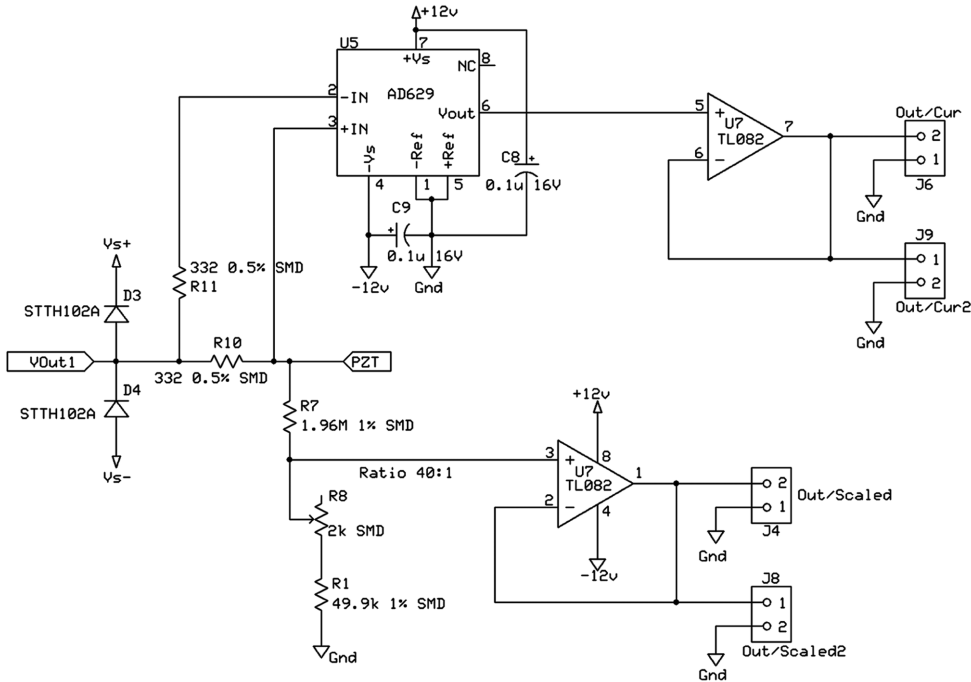 +12v
U5
7
+Vs
NC 8
2 -IN
AD629
Vout 6
3 +IN
-Vs
-Ref
+Ref
4
1
5
C8 +
0.1u 16V
C9
+
0.1u 16V
-12v
Gnd
5 +
U7
TL082
7
6 -
Out/Cur
2
1
J6
Gnd
J9
1
2
Out/Cur2
Gnd
Vs+
D3
STTH102A
332 0.5% SMD
R11
VOut1
R10
332 0.5% SMD
PZT
D4
STTH102A
Vs-
R7
1.96M 1% SMD
Ratio 40:1
R8
2k SMD
R1
49.9k 1% SMD
Gnd
+12v
3 +
8
U7
TL082
1
2 -
4
-12v
2
1
Out/Scaled
J4
Gnd
J8
1
2
Out/Scaled2
Gnd